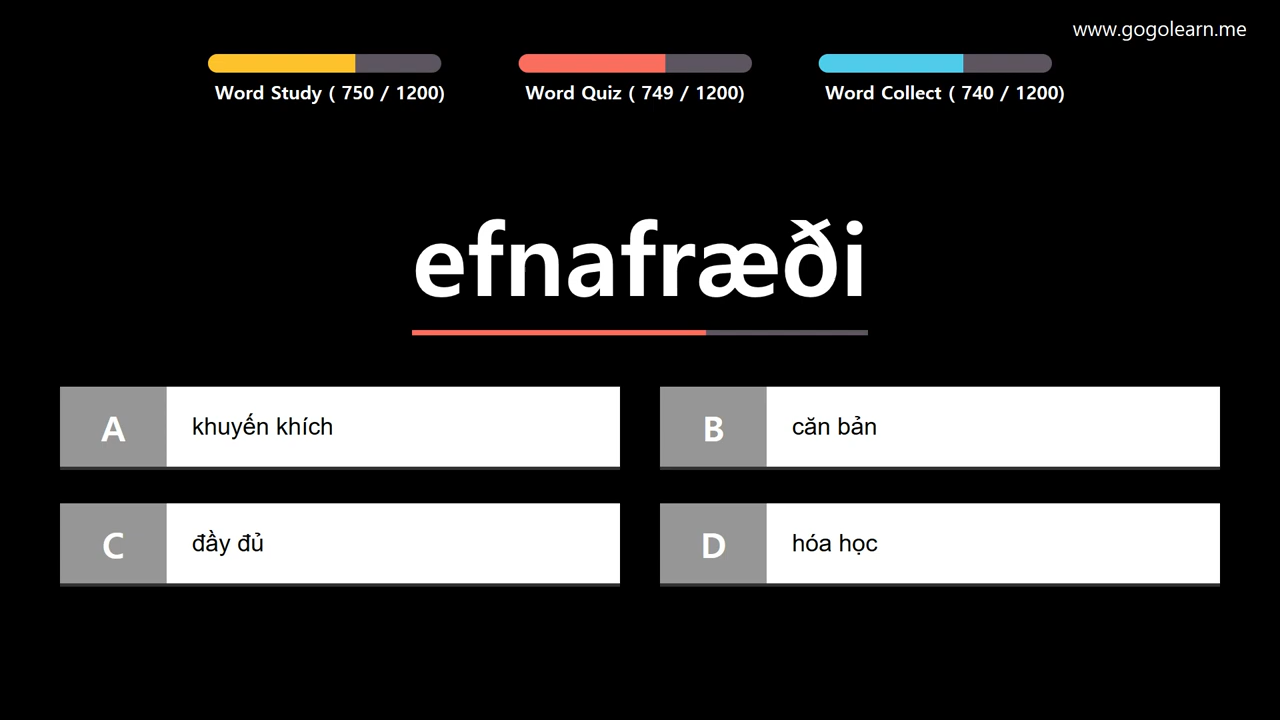 www.gogolearn.me
Word Study ( 750 / 1200)
Word Quiz ( 749 / 1200)
Word Collect ( 740 / 1200)
efnafræði
A
khuyến khích
B
căn bản
C
đầy đủ
D
hóa học